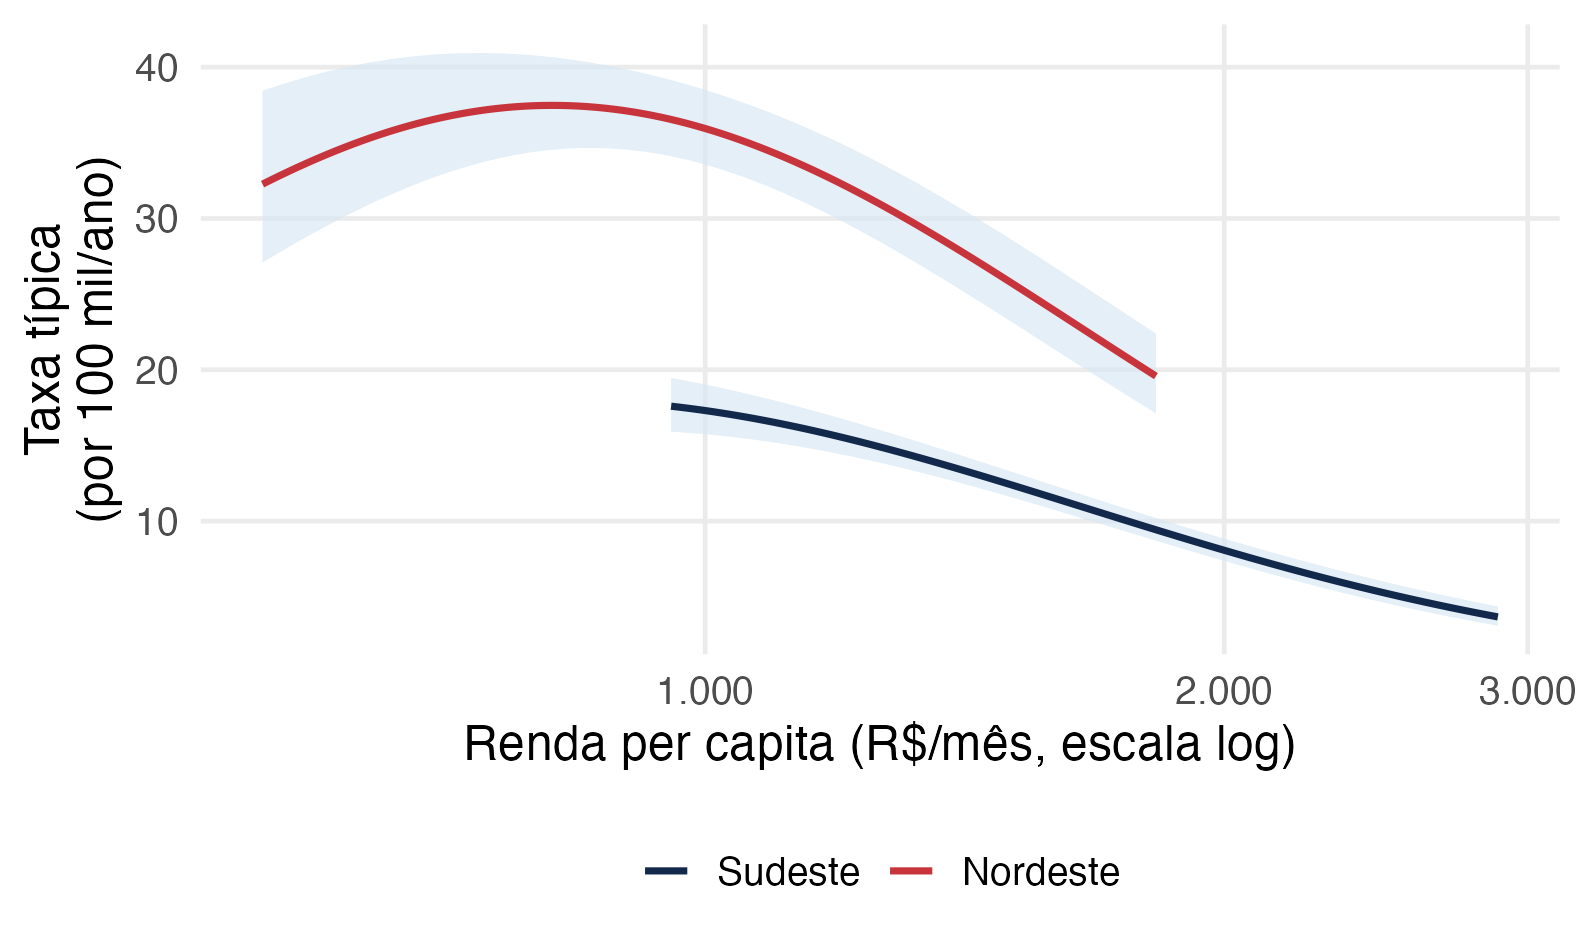 Taxa típica
(por 100 mil/ano)
40
30
20
10
1.000 2.000 3.000
Renda per capita (R$/mês, escala log)
Sudeste Nordeste